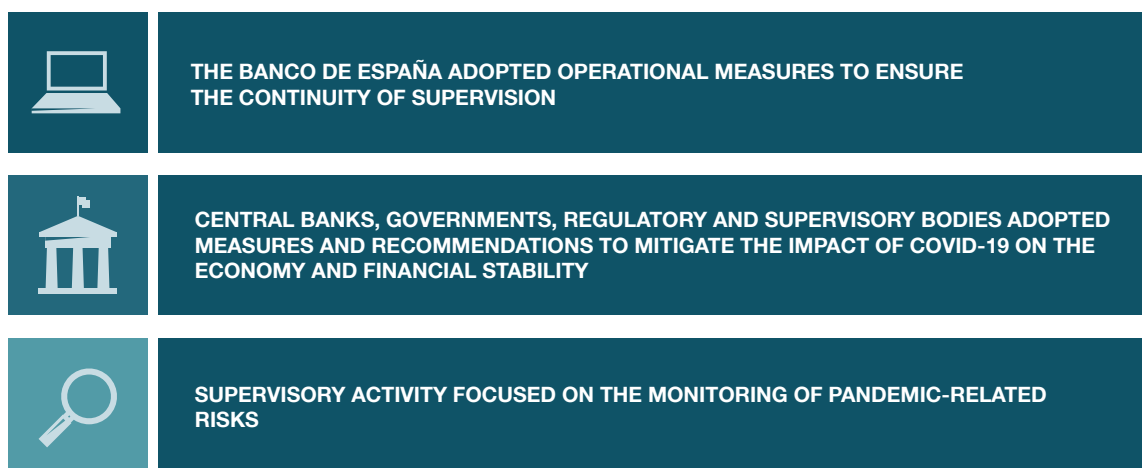 THE BANCO DE ESPAÑA ADOPTED OPERATIONAL MEASURES TO ENSURE
THE CONTINUITY OF SUPERVISION
CENTRAL BANKS, GOVERNMENTS, REGULATORY AND SUPERVISORY BODIES ADOPTED
MEASURES AND RECOMMENDATIONS TO MITIGATE THE IMPACT OF COVID-19 ON THE
ECONOMY AND FINANCIAL STABILITY
SUPERVISORY ACTIVITY FOCUSED ON THE MONITORING OF PANDEMIC-RELATED
RISKS